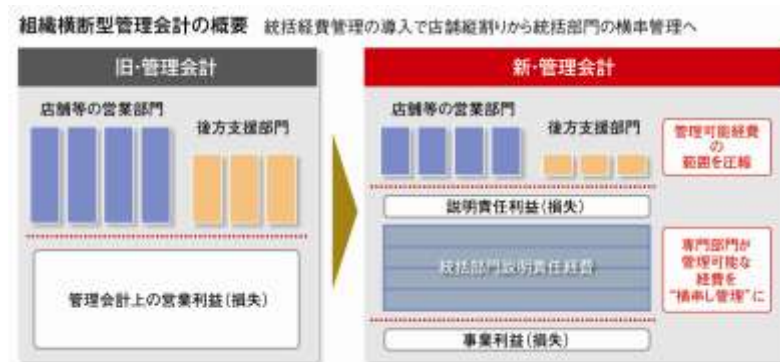 組織横断型管理会計の概要 統括経費管理の導入で店舗縦割りから統括部門の横串管理へ
旧・管理会計
店舗等の営業部門
後方支援部門
管理会計上の営業利益(損失)
新・管理会計
店舗等の営業部門
後方支援部門
管理可能経費
の
範囲を圧縮
説明責任利益(損失)
統括部門説明責任経費
専門部門が
管理可能な
経費を
“横串し管理”に
事業利益(損失)